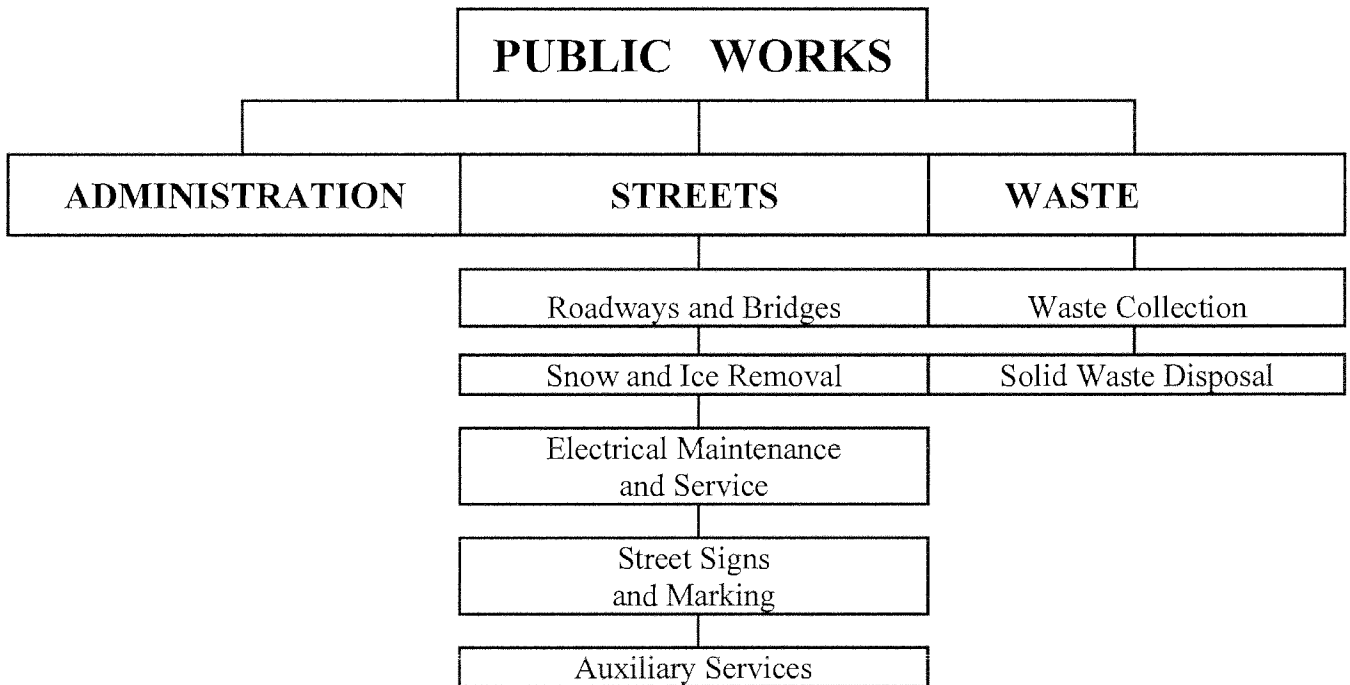 PUBLIC WORKS
ADMINISTRATION
STREETS
WASTE
Roadways and Bridges
Waste Collection
Snow and Ice Removal
Solid Waste Disposal
Electrical Maintenance
and Service
Street Signs
and Marking
Auxiliary Services